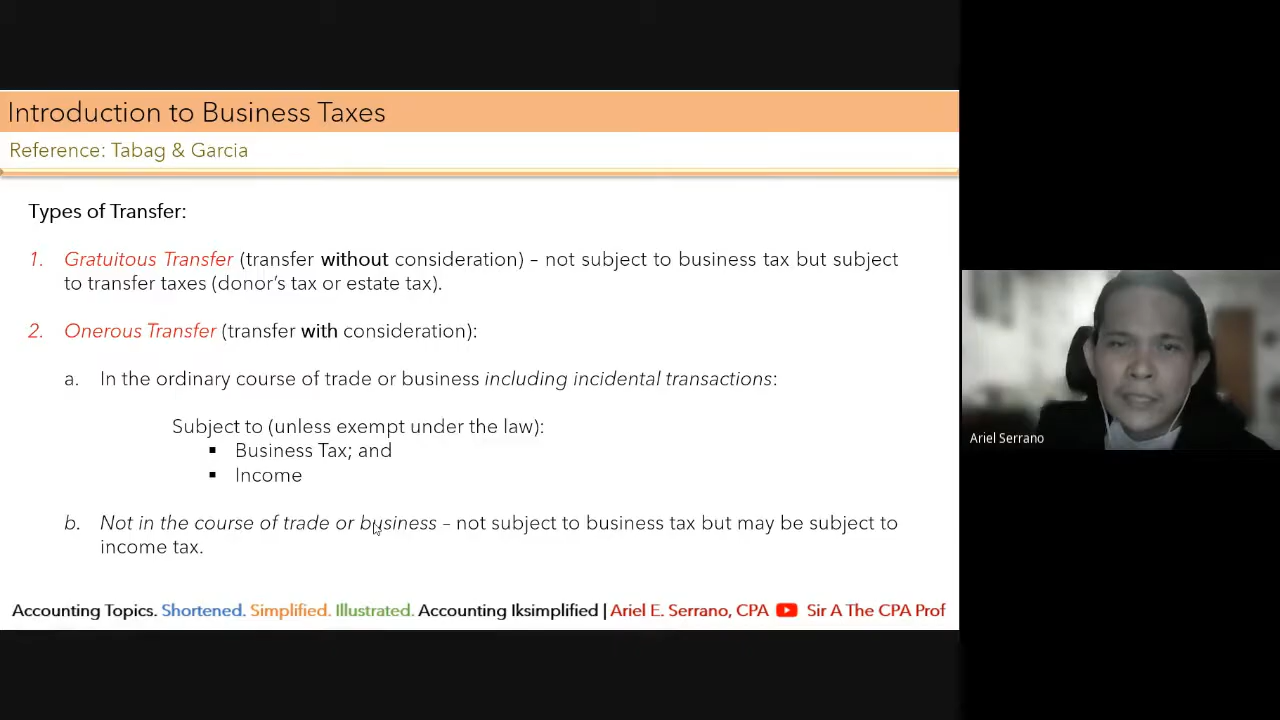 Introduction to Business Taxes
Reference: Tabag & Garcia
Types of Transfer:
1. Gratuitous Transfer (transfer without consideration) – not subject to business tax but subject
to transfer taxes (donor's tax or estate tax).
2. Onerous Transfer (transfer with consideration):
a. In the ordinary course of trade or business including incidental transactions:
Subject to (unless exempt under the law):
▪ Business Tax; and
▪ Income
b. Not in the course of trade or business – not subject to business tax but may be subject to
income tax.
Ariel Serrano
Accounting Topics. Shortened. Simplified. Illustrated. Accounting Iksimplified | Ariel E. Serrano, CPA Sir A The CPA Prof